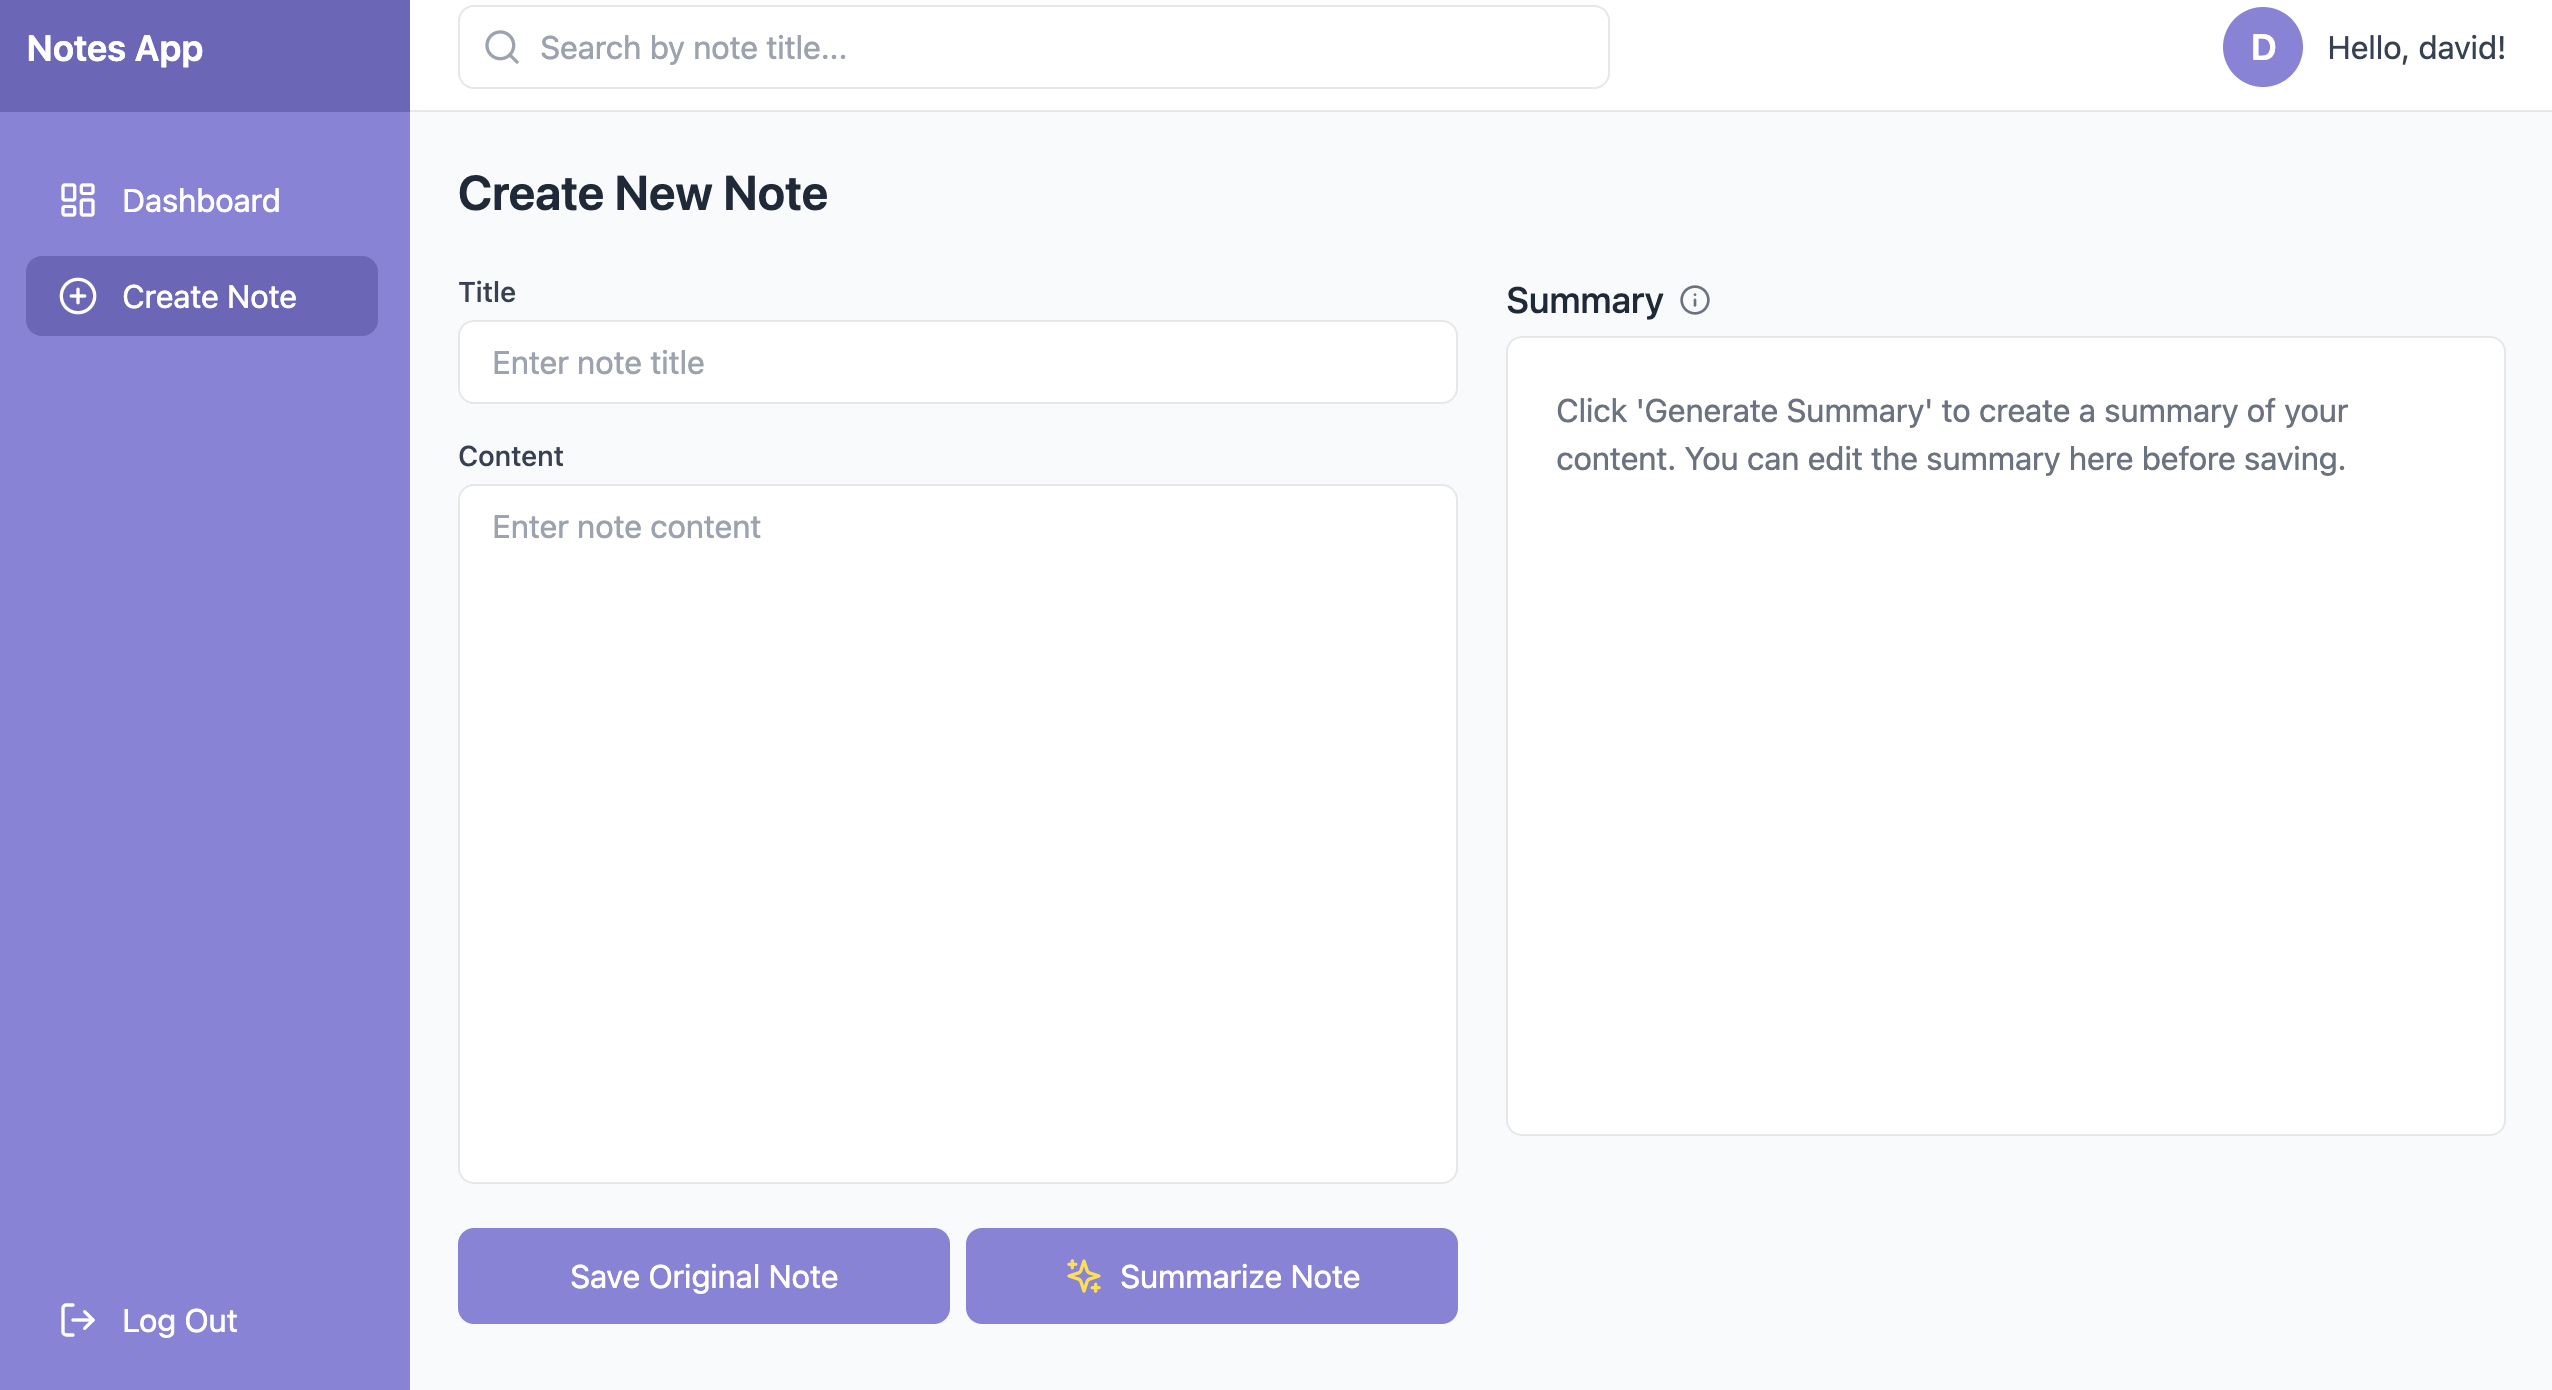 Notes App
Search by note title...
D
Hello, david!
Dashboard
Create Note
Log Out
Create New Note
Title
Enter note title
Content
Enter note content
Save Original Note
Summarize Note
Summary
Click 'Generate Summary' to create a summary of your
content. You can edit the summary here before saving.